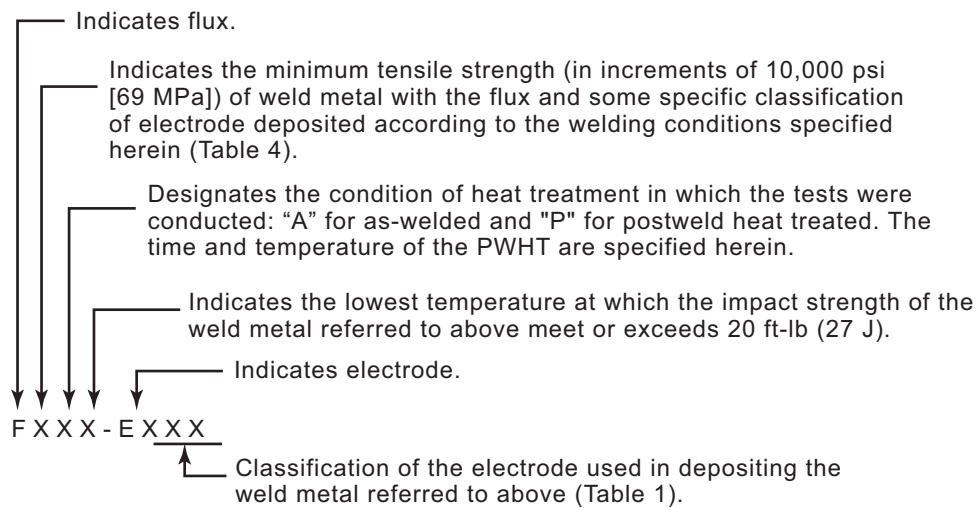 Indicates flux.
Indicates the minimum tensile strength (in increments of 10,000 psi
[69 MPa]) of weld metal with the flux and some specific classification
of electrode deposited according to the welding conditions specified
herein (Table 4).
Designates the condition of heat treatment in which the tests were
conducted: “A” for as-welded and "P" for postweld heat treated. The
time and temperature of the PWHT are specified herein.
Indicates the lowest temperature at which the impact strength of the
weld metal referred to above meet or exceeds 20 ft-lb (27 J).
Indicates electrode.
F X X X - E X X X
Classification of the electrode used in depositing the
weld metal referred to above (Table 1).